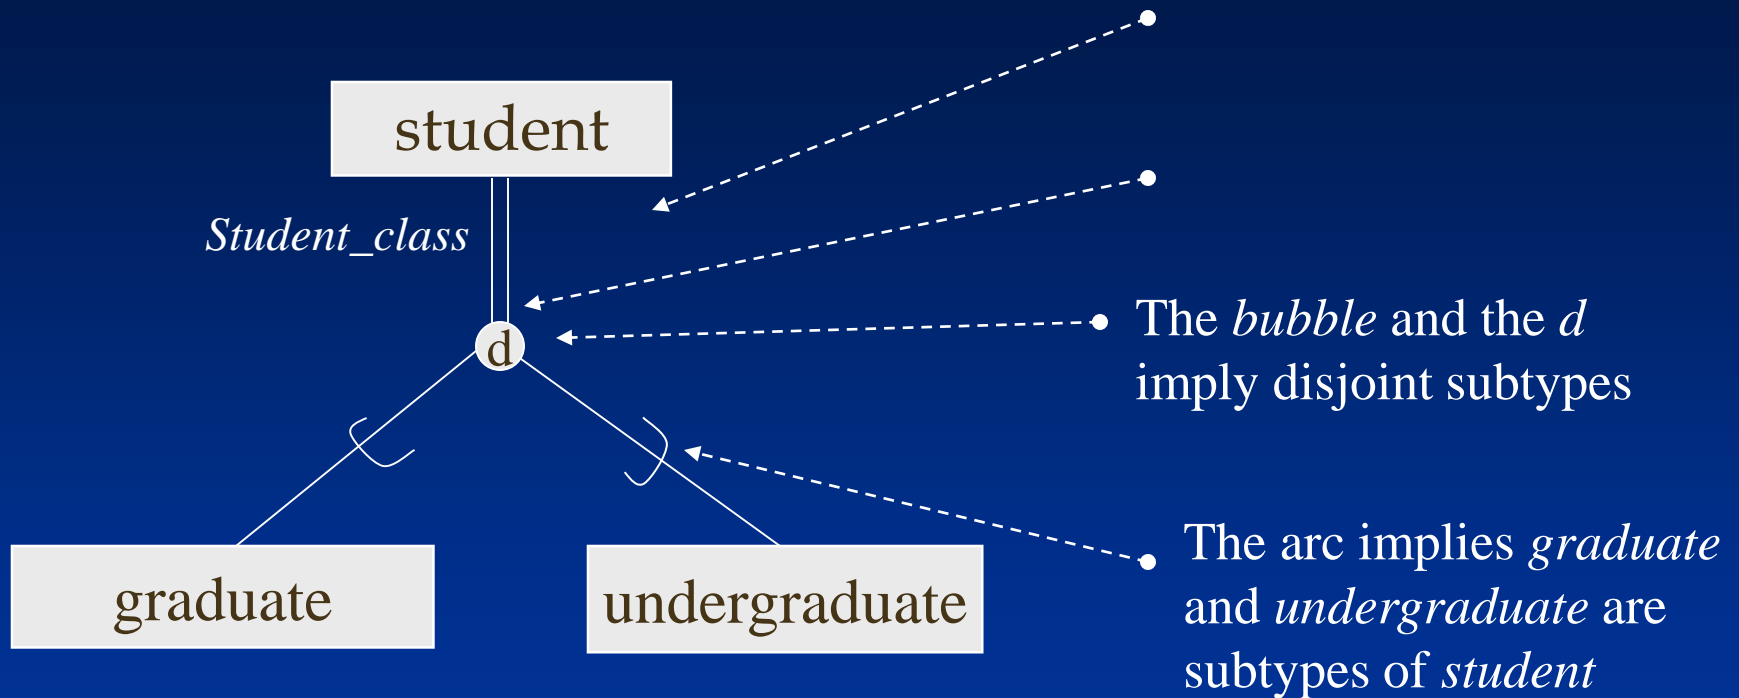 student
Student_class
d
The bubble and the d
imply disjoint subtypes
graduate
undergraduate
The arc implies graduate
and undergraduate are
subtypes of student